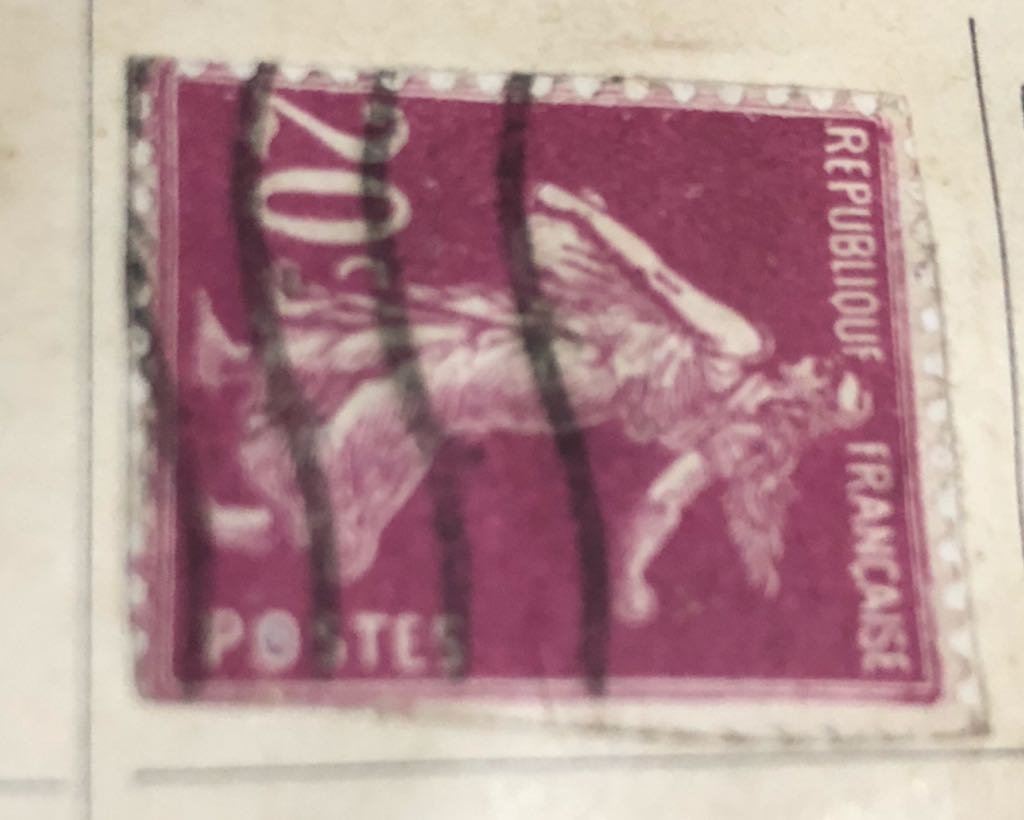 REPUBLIQUE FRANCAISE
20c
POSTES